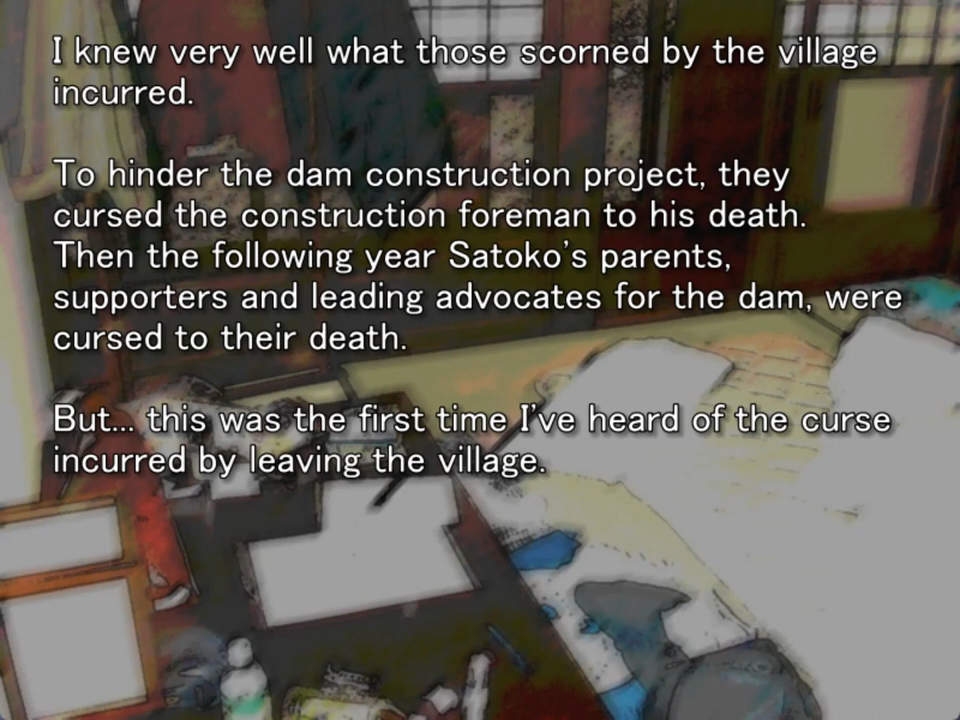 I knew very well what those scorned by the village
incurred.
To hinder the dam construction project, they
cursed the construction foreman to his death.
Then the following year Satoko's parents,
supporters and leading advocates for the dam, were
cursed to their death.
But... this was the first time I've heard of the curse
incurred by leaving the village.